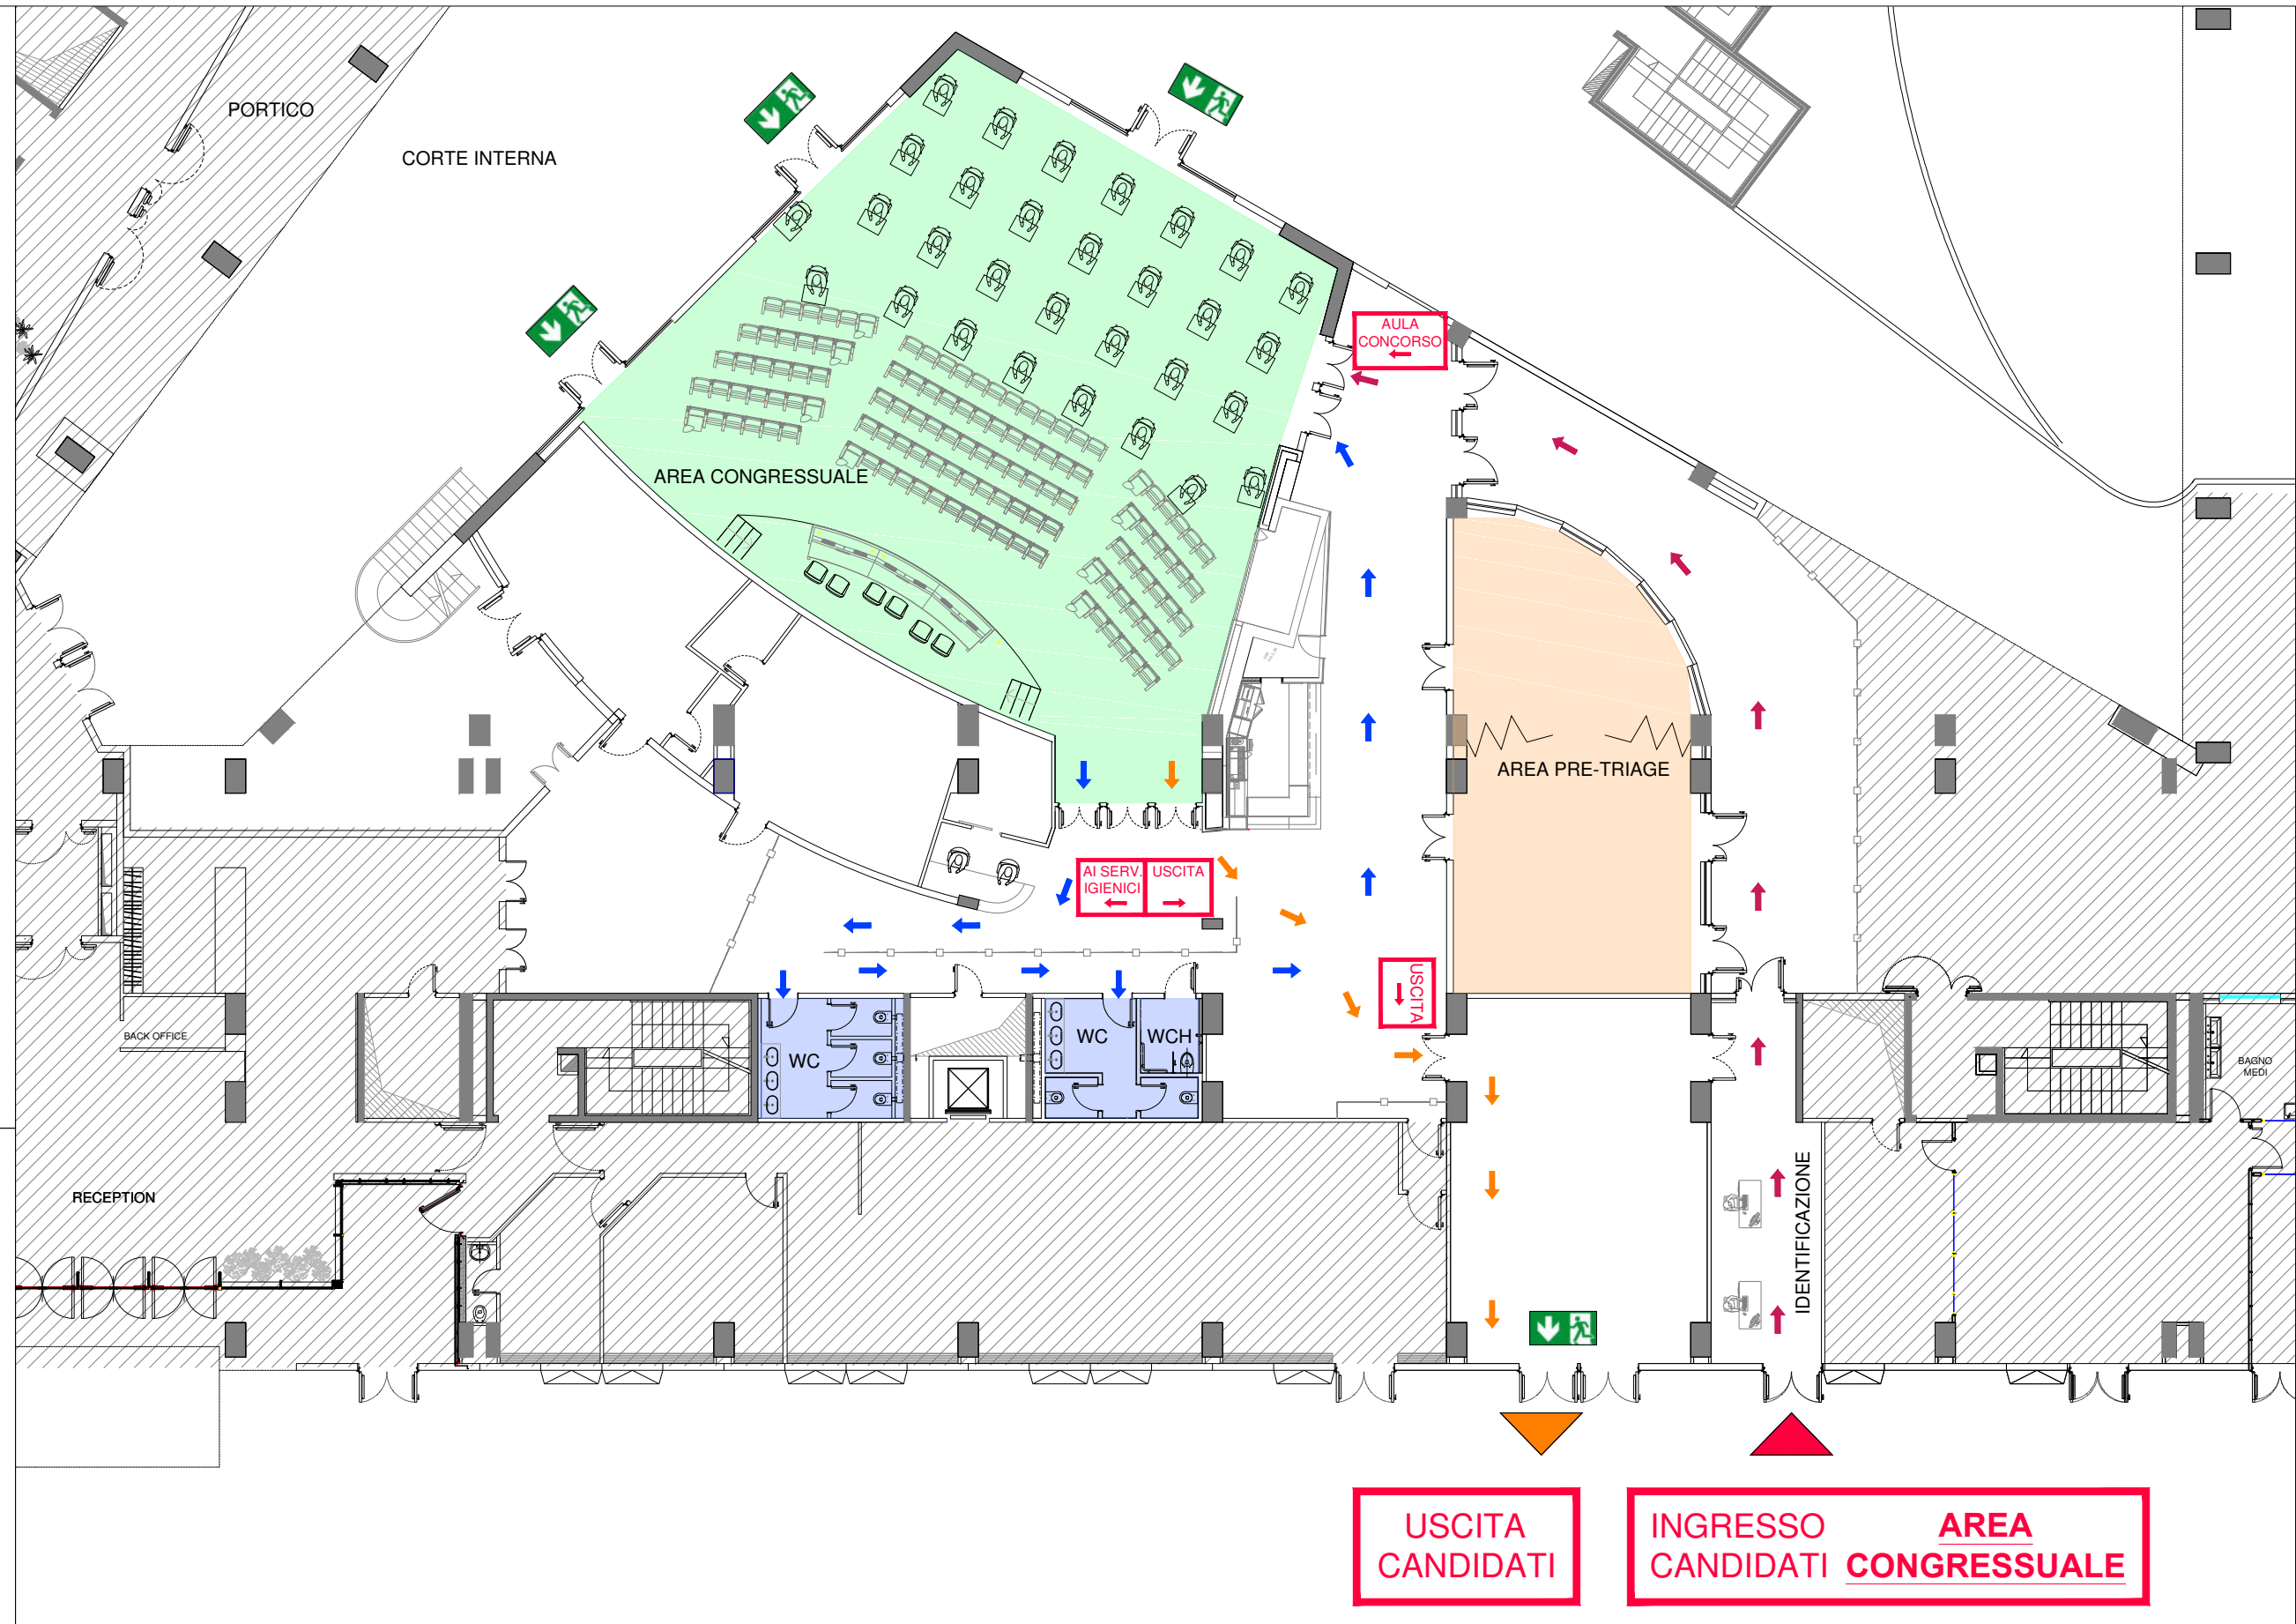 PORTICO
CORTE INTERNA
AULA
CONCORSO
AREA CONGRESSUALE
AREA PRE-TRIAGE
AI SERV.
IGIENICI
USCITA
USCITA
BACK OFFICE
WC
WC
WCH
BAGNO
MEDI
RECEPTION
IDENTIFICAZIONE
USCITA
CANDIDATI
INGRESSO
CANDIDATI
AREA
CONGRESSUALE